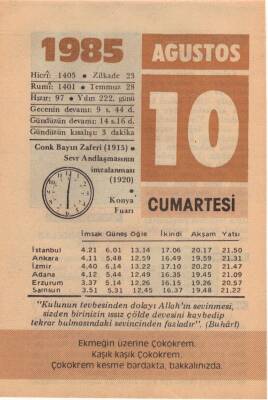 1985
AĞUSTOS
Hicrî: 1405 • Zilkade 23
Rumî: 1401 • Temmuz 28
Hızır: 97 • Yılın 222. günü
Gecenin devamı: 9 s. 44 d.
Gündüzün devamı: 14 s.16 d.
Gündüzün kısalışı: 3 dakika
10
Conk Bayırı Zaferi (1915) •
Sevr Andlaşmasının
imzalanması
(1920)
•
Konya
Fuarı
CUMARTESİ
İmsak Güneş Öğle İkindi Akşam Yatsı
İstanbul 4,21 6,01 13,14 17.06 20.17 21.50
Ankara 4,11 5,48 12.59 16,49 19.59 21.31
İzmir 4,40 6.14 13,22 17.10 20.20 21.47
Adana 4,12 5,44 12.49 16.35 19.45 21.09
Erzurum 3,37 5.14 12.26 16.15 19.26 20.57
Samsun 3.51 5.31 12.45 16.37 19.48 21.22
"Kulunun tevbesinden dolayı Allah'ın sevinmesi,
sizden birinizin ıssız çölde devesini kaybedip
tekrar bulmasındaki sevincinden fazladır". (Buhârî)
Ekmeğin üzerine Çokokrem.
Kaşık kaşık Çokokrem.
Çokokrem kesme bardakta, bakkalınızda.